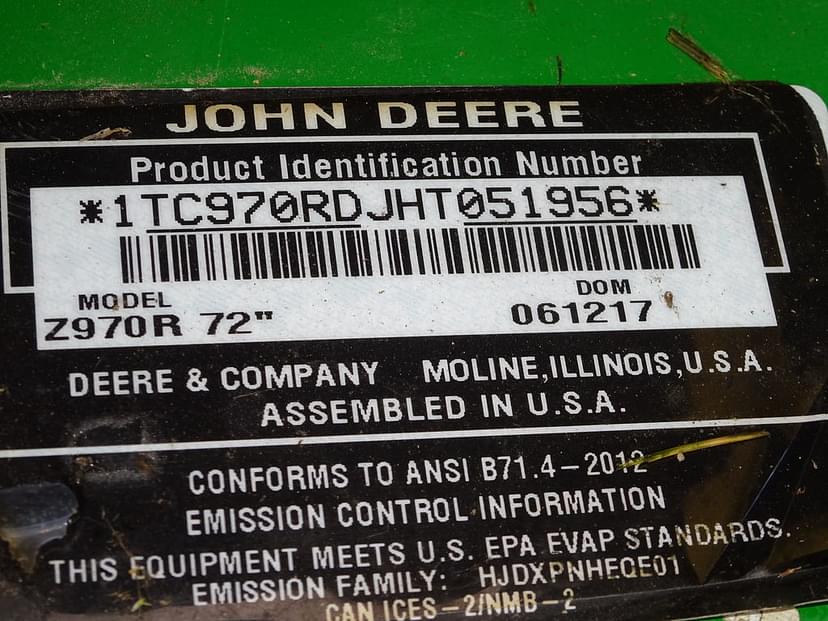 JOHN DEERE
Product Identification Number
*1TC970RDJHT051956*
MODEL DOM
Z970R 72" 061217
DEERE & COMPANY MOLINE,ILLINOIS,U.S.A.
ASSEMBLED IN U.S.A.
CONFORMS TO ANSI B71.4-2012
EMISSION CONTROL INFORMATION
THIS EQUIPMENT MEETS U.S. EPA EVAP STANDARDS.
EMISSION FAMILY: HJDXPNHEQE01
CAN ICES-2/NMB-2